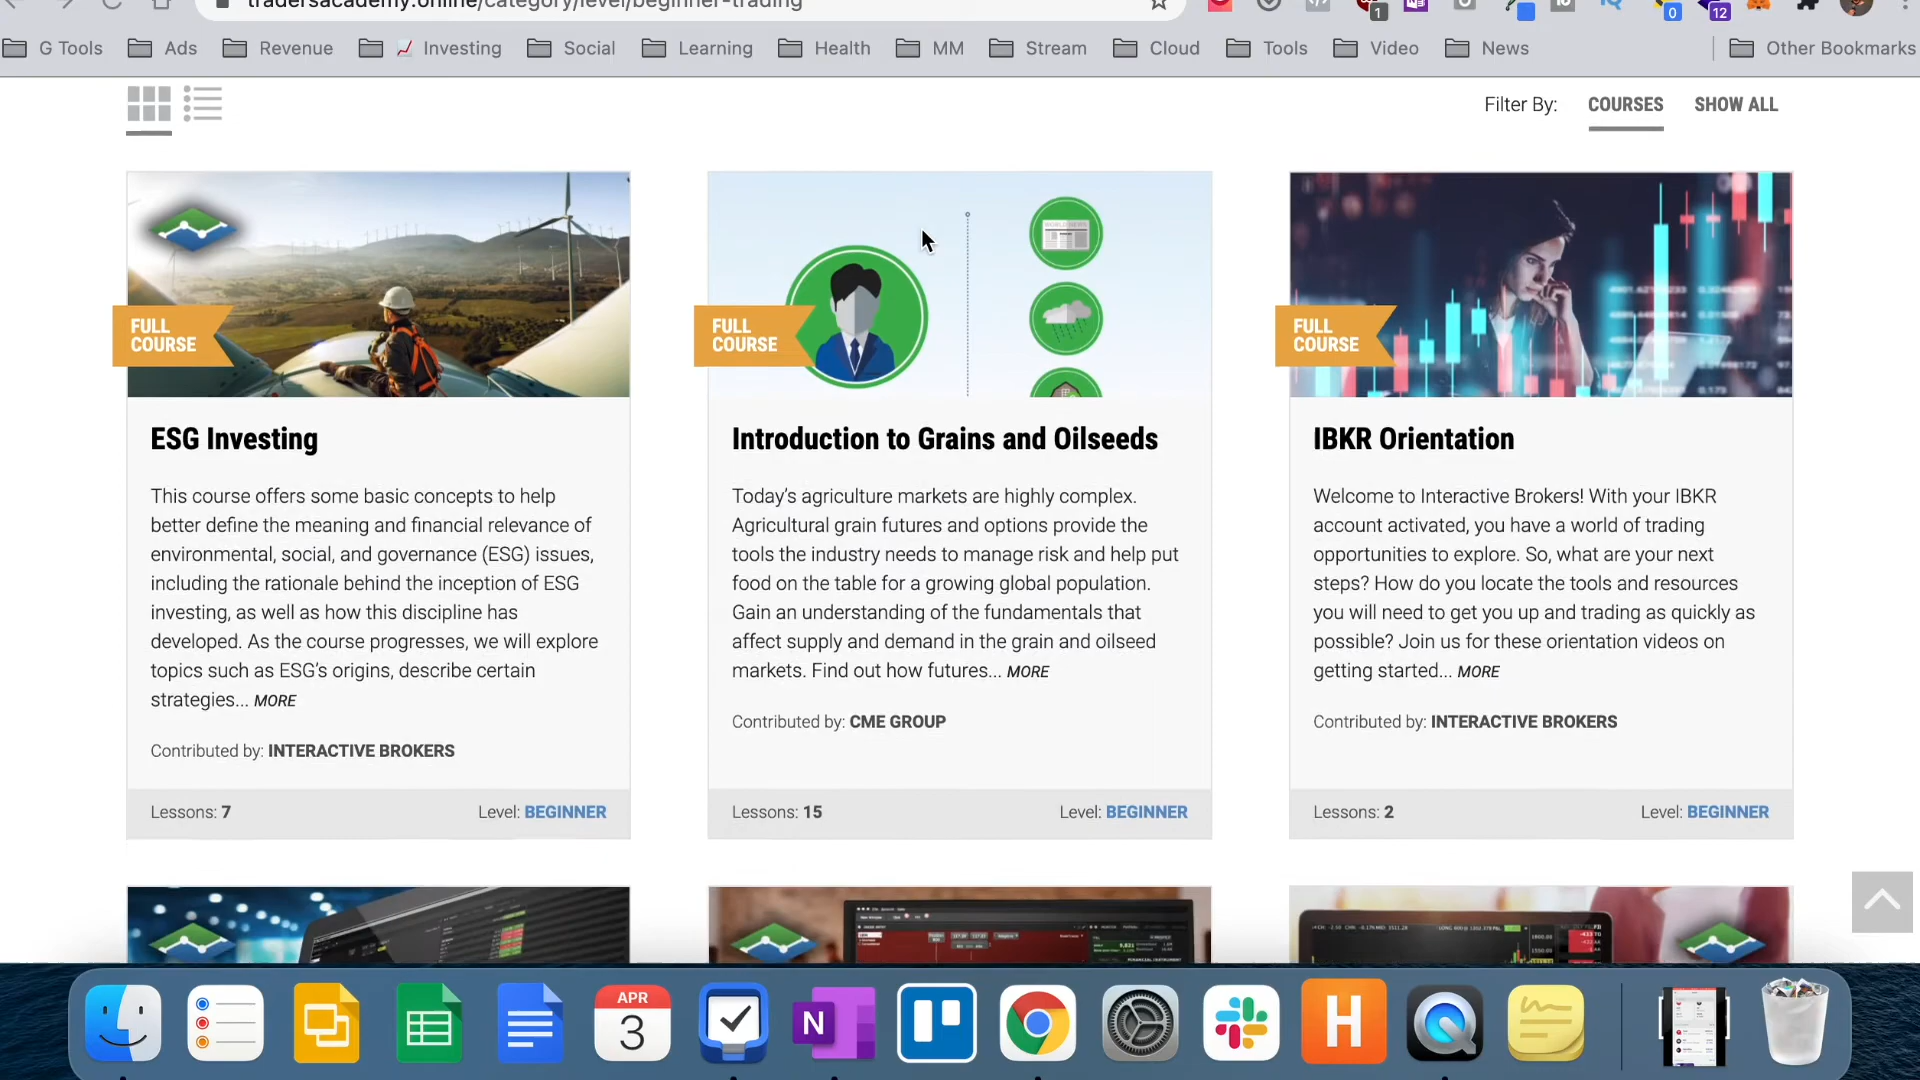 tradersacademy.online/category/level/beginner-trading
1
0
12
G Tools
Ads
Revenue
Investing
Social
Learning
Health
MM
Stream
Cloud
Tools
Video
News
Other Bookmarks
Filter By: COURSES SHOW ALL
FULL
COURSE
ESG Investing
This course offers some basic concepts to help
better define the meaning and financial relevance of
environmental, social, and governance (ESG) issues,
including the rationale behind the inception of ESG
investing, as well as how this discipline has
developed. As the course progresses, we will explore
topics such as ESG’s origins, describe certain
strategies... MORE
Contributed by: INTERACTIVE BROKERS
Lessons: 7 Level: BEGINNER
WORLD NEWS
FULL
COURSE
Introduction to Grains and Oilseeds
Today’s agriculture markets are highly complex.
Agricultural grain futures and options provide the
tools the industry needs to manage risk and help put
food on the table for a growing global population.
Gain an understanding of the fundamentals that
affect supply and demand in the grain and oilseed
markets. Find out how futures... MORE
Contributed by: CME GROUP
Lessons: 15 Level: BEGINNER
FULL
COURSE
IBKR Orientation
Welcome to Interactive Brokers! With your IBKR
account activated, you have a world of trading
opportunities to explore. So, what are your next
steps? How do you locate the tools and resources
you will need to get you up and trading as quickly as
possible? Join us for these orientation videos on
getting started... MORE
Contributed by: INTERACTIVE BROKERS
Lessons: 2 Level: BEGINNER
APR
3
N
H